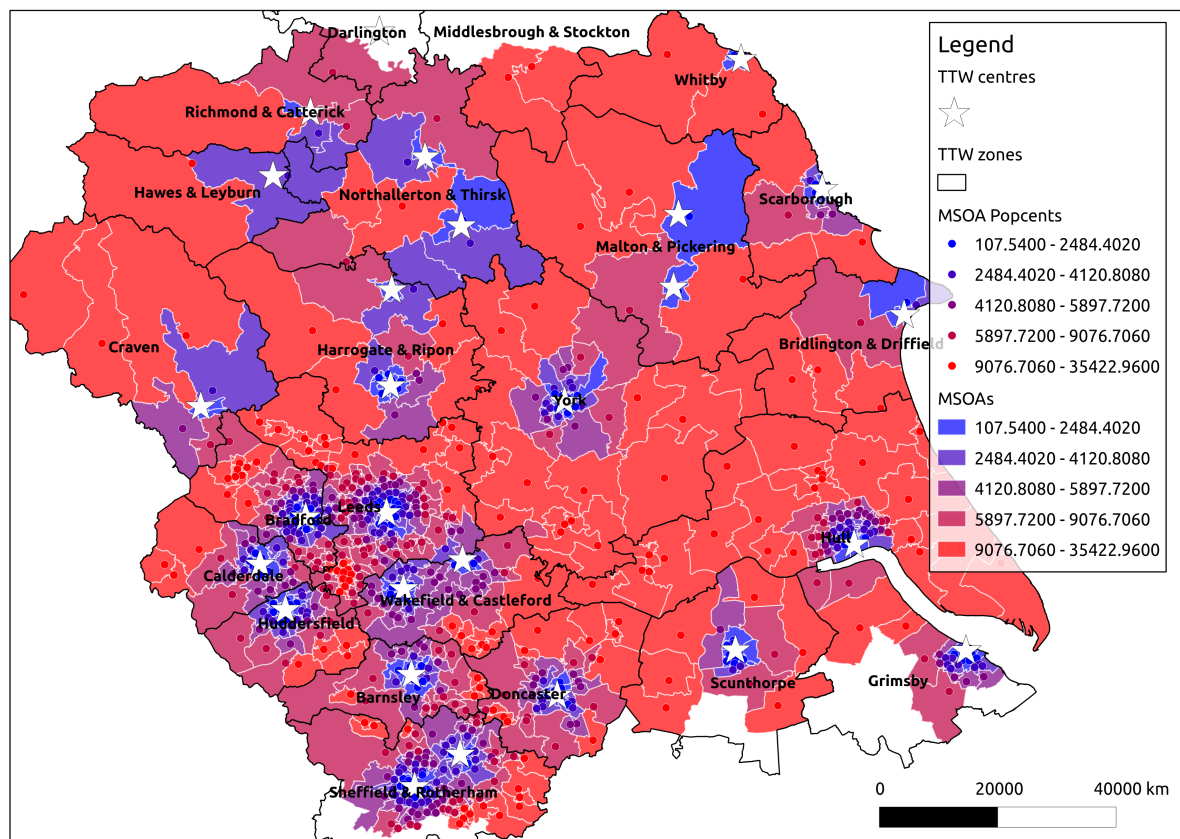 Darlington
Middlesbrough & Stockton
Whitby
Richmond & Catterick
Hawes & Leyburn
Northallerton & Thirsk
Scarborough
Malton & Pickering
Craven
Harrogate & Ripon
Bridlington & Driffield
York
Bradford
Leeds
Hull
Calderdale
Wakefield & Castleford
Huddersfield
Barnsley
Doncaster
Scunthorpe
Grimsby
Sheffield & Rotherham
Legend
TTW centres
TTW zones
MSOA Popcents
107.5400 - 2484.4020
2484.4020 - 4120.8080
4120.8080 - 5897.7200
5897.7200 - 9076.7060
9076.7060 - 35422.9600
MSOAs
107.5400 - 2484.4020
2484.4020 - 4120.8080
4120.8080 - 5897.7200
5897.7200 - 9076.7060
9076.7060 - 35422.9600
0 20000 40000 km